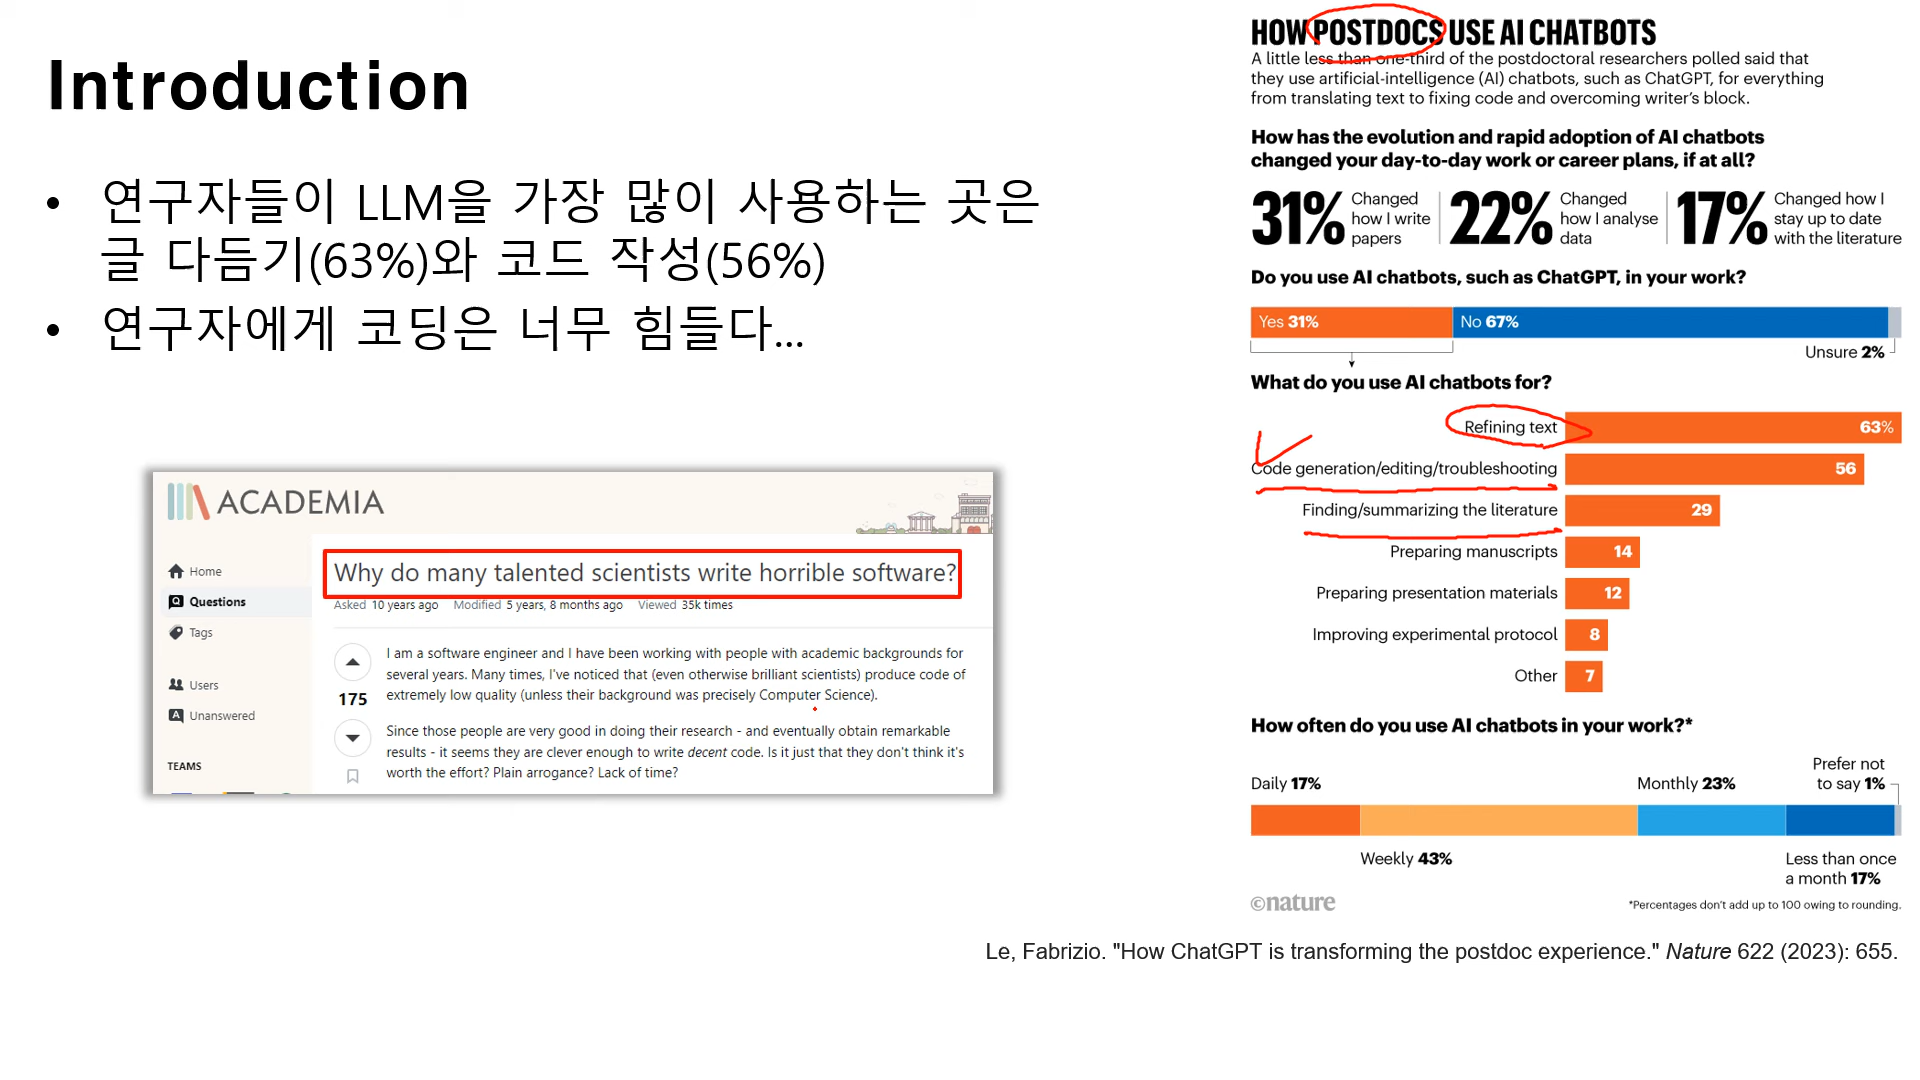 Introduction
• 연구자들이 LLM을 가장 많이 사용하는 곳은
글 다듬기(63%)와 코드 작성(56%)
• 연구자에게 코딩은 너무 힘들다...
ACADEMIA
Home
Questions
Tags
Users
Unanswered
TEAMS
Why do many talented scientists write horrible software?
Asked 10 years ago Modified 5 years, 8 months ago Viewed 35k times
175
I am a software engineer and I have been working with people with academic backgrounds for
several years. Many times, I've noticed that (even otherwise brilliant scientists) produce code of
extremely low quality (unless their background was precisely Computer Science).
Since those people are very good in doing their research - and eventually obtain remarkable
results - it seems they are clever enough to write decent code. Is it just that they don't think it's
worth the effort? Plain arrogance? Lack of time?
HOW POSTDOCS USE AI CHATBOTS
A little less than one-third of the postdoctoral researchers polled said that
they use artificial-intelligence (AI) chatbots, such as ChatGPT, for everything
from translating text to fixing code and overcoming writer's block.
How has the evolution and rapid adoption of AI chatbots
changed your day-to-day work or career plans, if at all?
31% Changed how I write papers
22% Changed how I analyse data
17% Changed how I stay up to date with the literature
Do you use AI chatbots, such as ChatGPT, in your work?
Yes 31% No 67%
Unsure 2%
What do you use AI chatbots for?
Refining text 63%
Code generation/editing/troubleshooting 56
Finding/summarizing the literature 29
Preparing manuscripts 14
Preparing presentation materials 12
Improving experimental protocol 8
Other 7
How often do you use AI chatbots in your work?*
Daily 17%
Monthly 23%
Prefer not to say 1%
Weekly 43%
Less than once a month 17%
©nature
*Percentages don't add up to 100 owing to rounding.
Le, Fabrizio. "How ChatGPT is transforming the postdoc experience." Nature 622 (2023): 655.